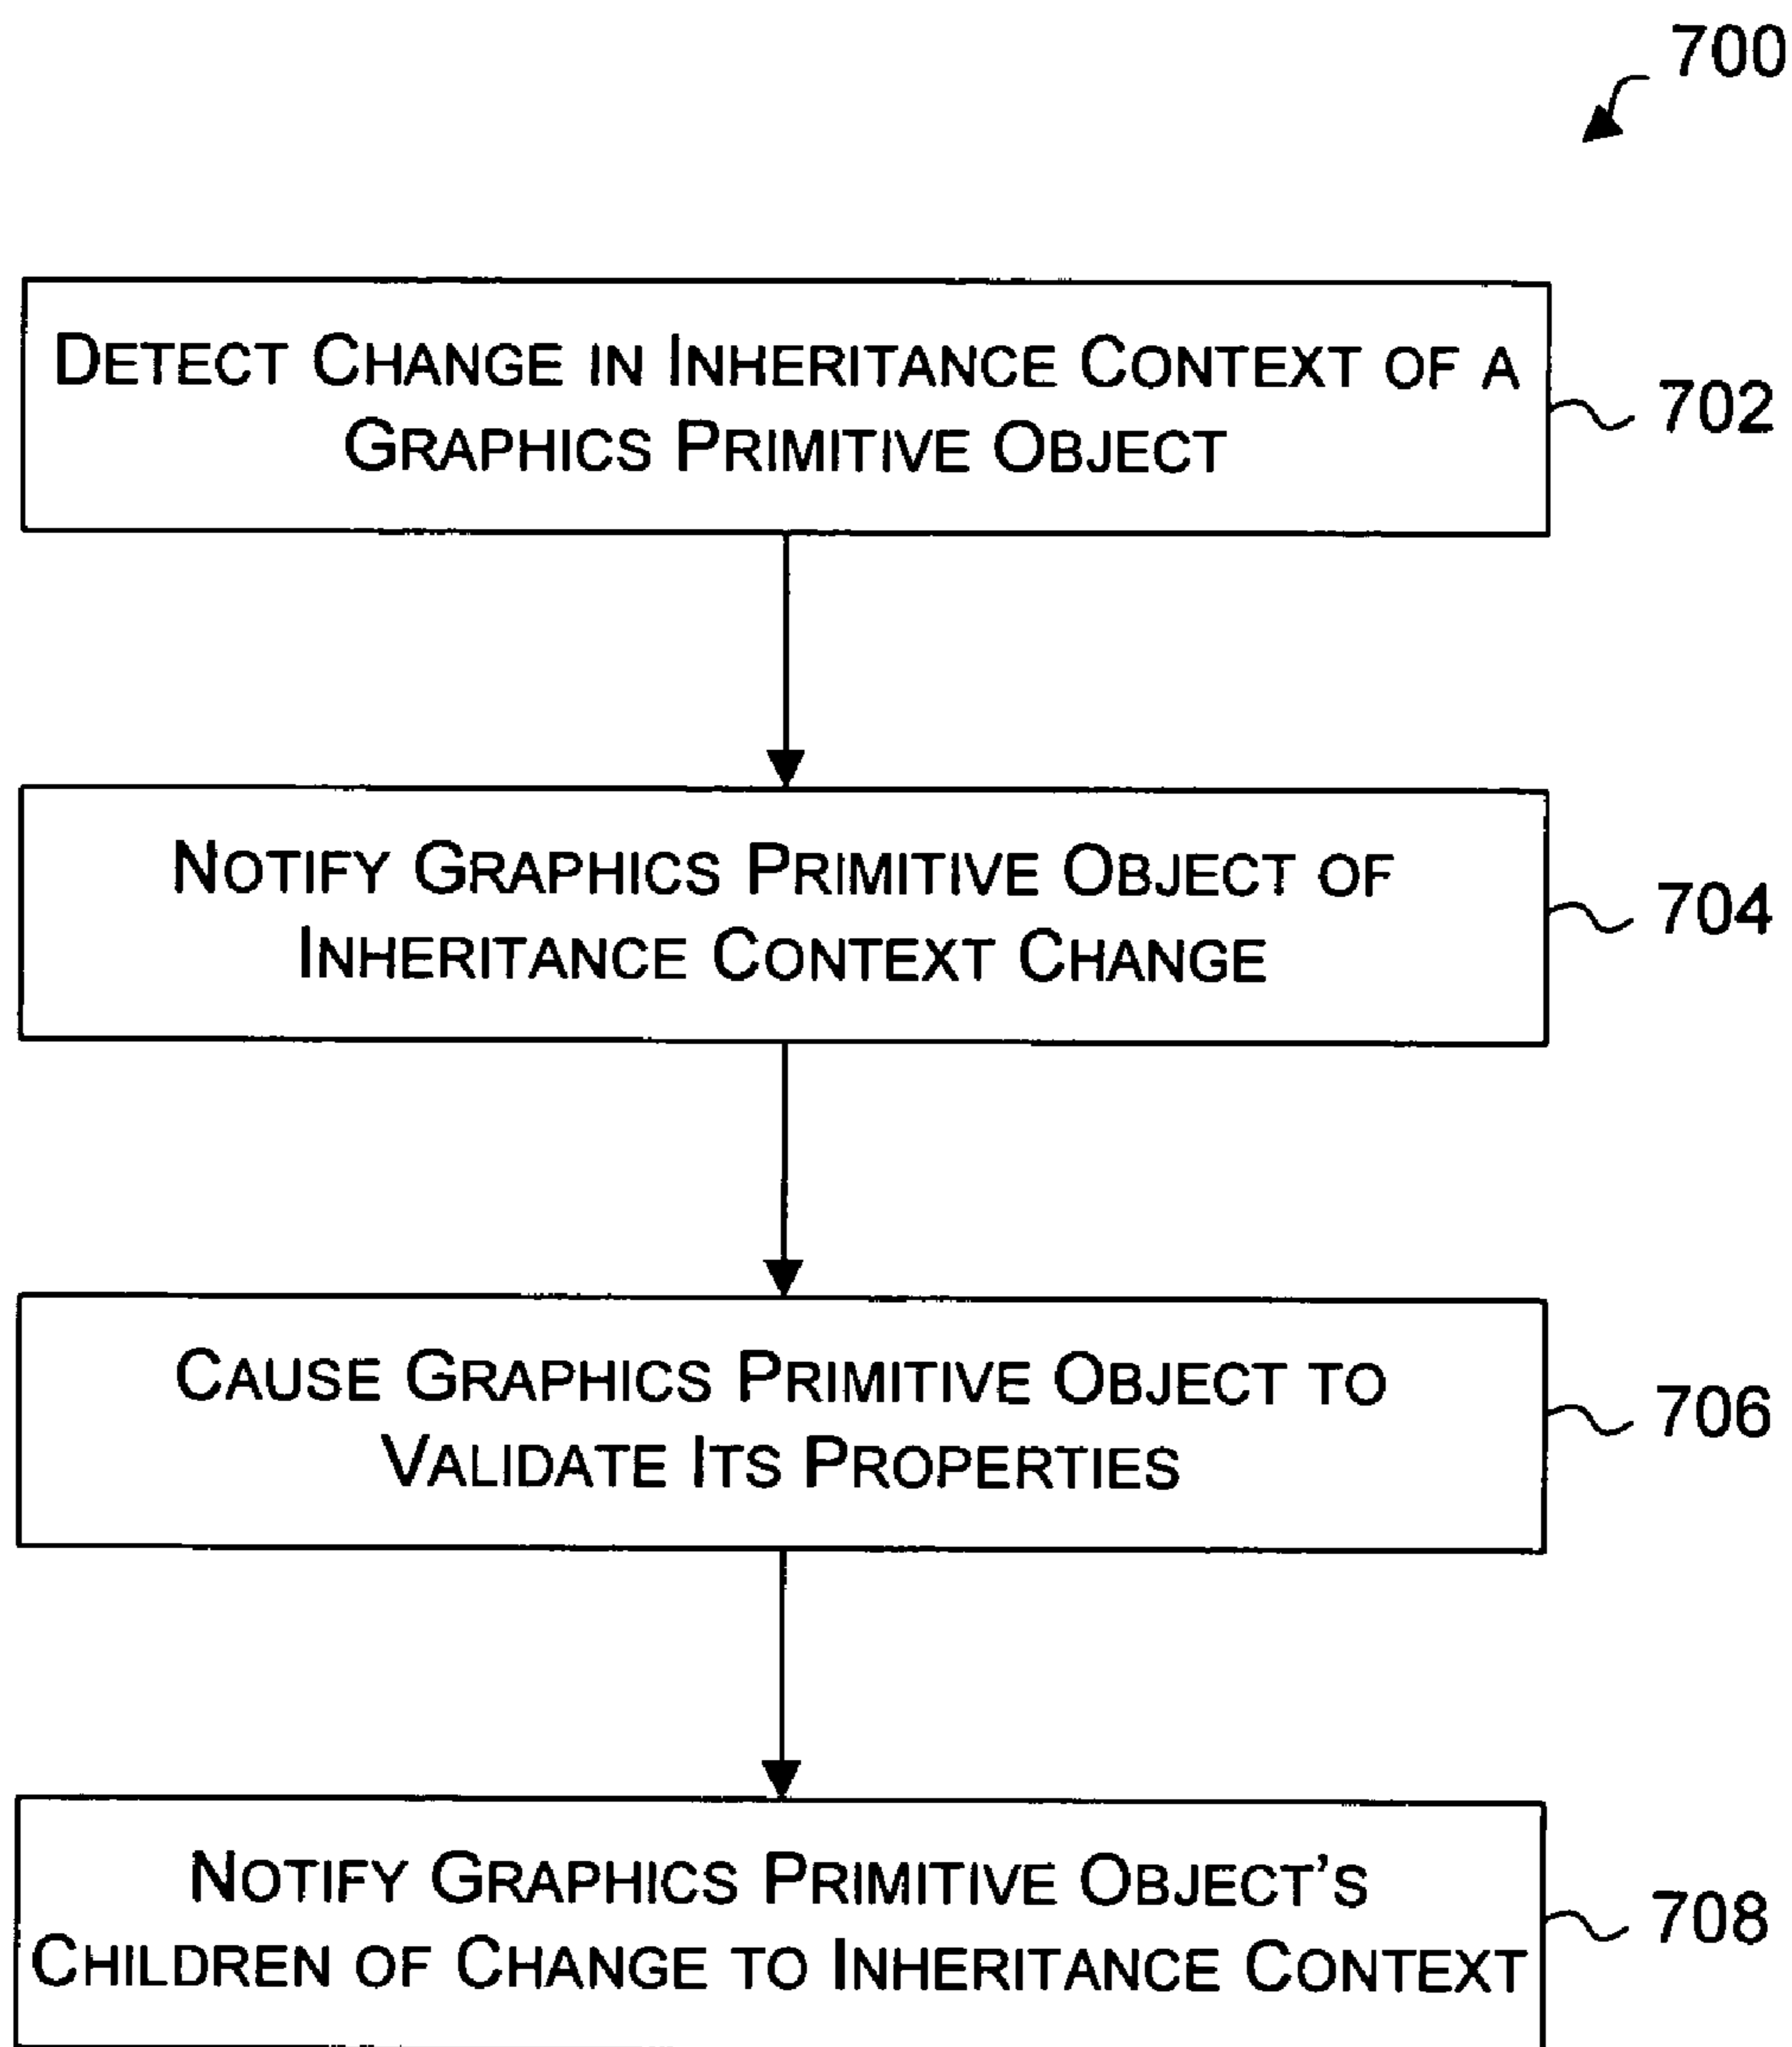 700
DETECT CHANGE IN INHERITANCE CONTEXT OF A
GRAPHICS PRIMITIVE OBJECT
702
NOTIFY GRAPHICS PRIMITIVE OBJECT OF
INHERITANCE CONTEXT CHANGE
704
CAUSE GRAPHICS PRIMITIVE OBJECT TO
VALIDATE ITS PROPERTIES
706
NOTIFY GRAPHICS PRIMITIVE OBJECT'S
CHILDREN OF CHANGE TO INHERITANCE CONTEXT
708